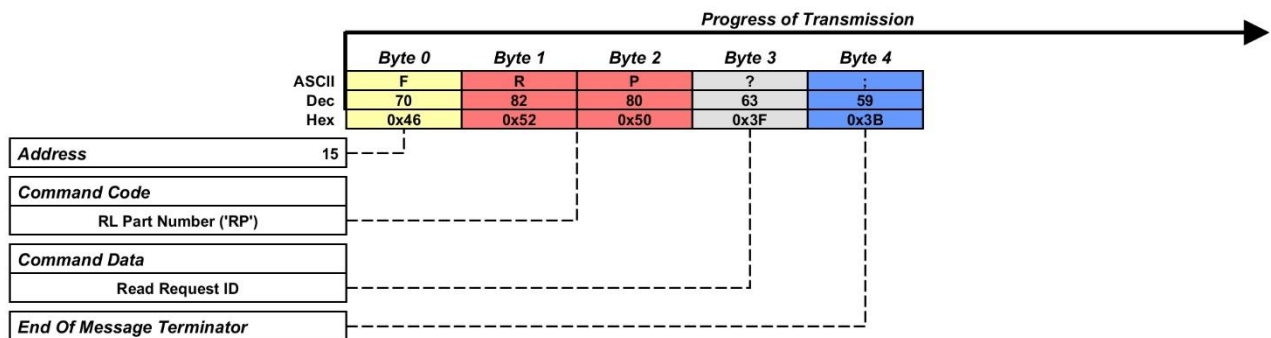 Progress of Transmission
Byte 0 Byte 1 Byte 2 Byte 3 Byte 4
ASCII F R P ? ;
Dec 70 82 80 63 59
Hex 0x46 0x52 0x50 0x3F 0x3B
Address 15
Command Code
RL Part Number ('RP')
Command Data
Read Request ID
End Of Message Terminator